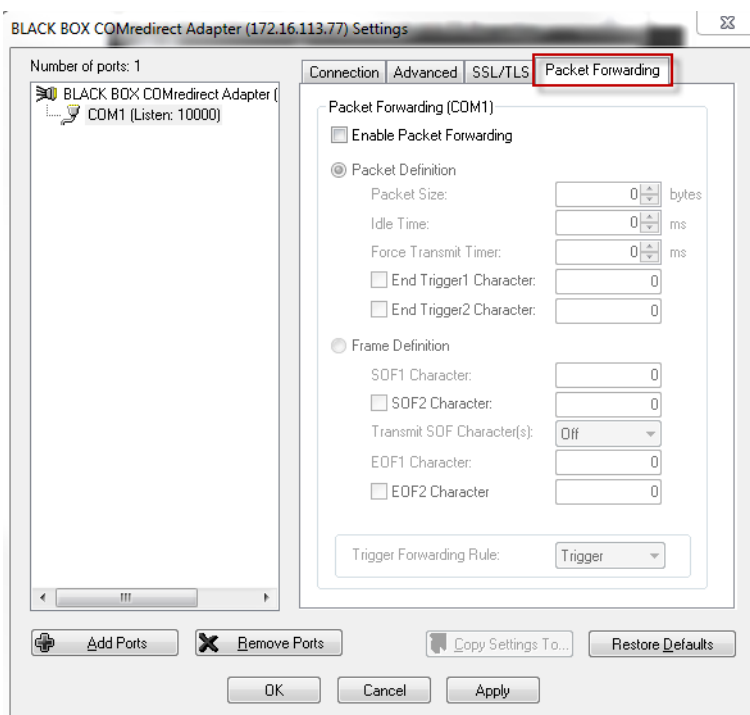 BLACK BOX COMredirect Adapter (172.16.113.77) Settings
Number of ports: 1
BLACK BOX COMredirect Adapter (
COM1 (Listen: 10000)
Connection
Advanced
SSL/TLS
Packet Forwarding
Packet Forwarding (COM1)
Enable Packet Forwarding
Packet Definition
Packet Size: 0 bytes
Idle Time: 0 ms
Force Transmit Timer: 0 ms
End Trigger1 Character: 0
End Trigger2 Character: 0
Frame Definition
SOF1 Character: 0
SOF2 Character: 0
Transmit SOF Character(s): Off
EOF1 Character: 0
EOF2 Character 0
Trigger Forwarding Rule: Trigger
Add Ports
Remove Ports
Copy Settings To...
Restore Defaults
OK
Cancel
Apply